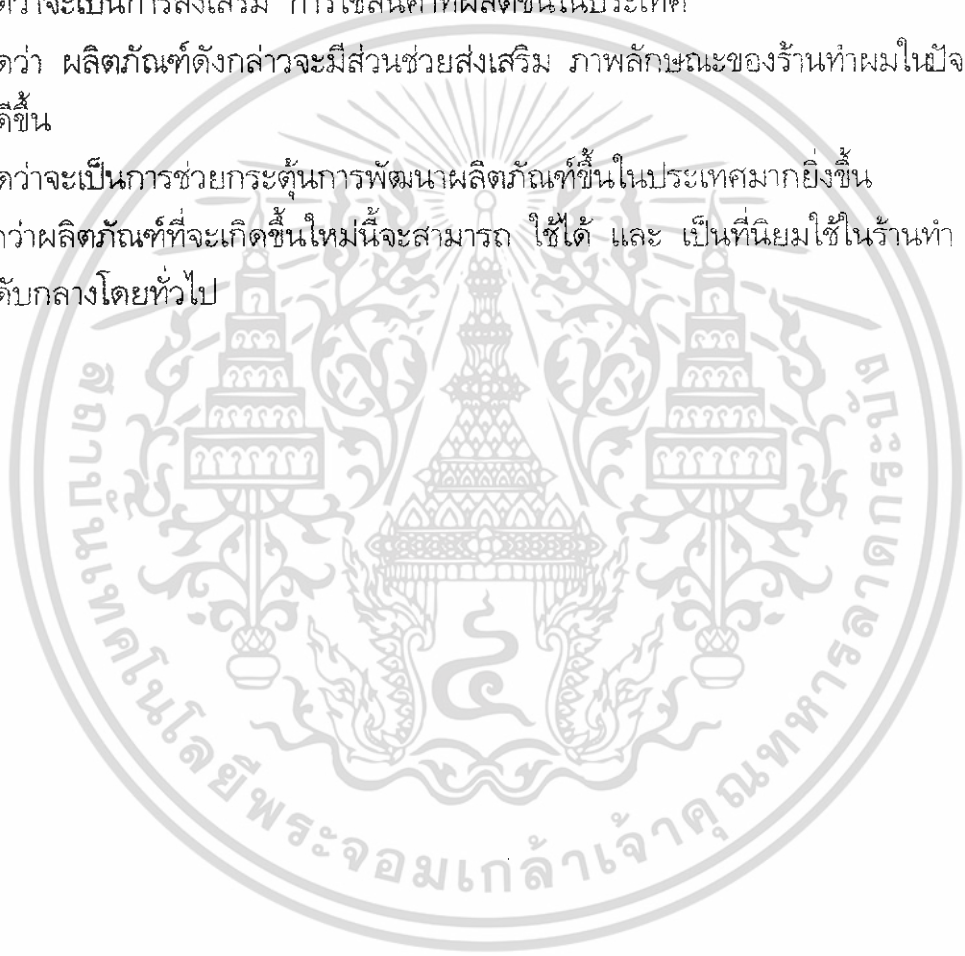 ดว่าจะเป็นการส่งเสริม การใช้สินค้าที่ผลิตขึ้นในประเทศ
ดว่า ผลิตภัณฑ์ดังกล่าวจะมีส่วนช่วยส่งเสริม ภาพลักษณะของร้านทำผมในปัจ
ดีขึ้น
ดว่าจะเป็นการช่วยกระตุ้นการพัฒนาผลิตภัณฑ์ขึ้นในประเทศมากยิ่งขึ้น
กว่าผลิตภัณฑ์ที่จะเกิดขึ้นใหม่นี้จะสามารถ ใช้ได้ และ เป็นที่นิยมใช้ในร้านทำ
ดับกลางโดยทั่วไป
สถาบันเทคโนโลยีพระจอมเกล้าเจ้าคุณทหารลาดกระบัง